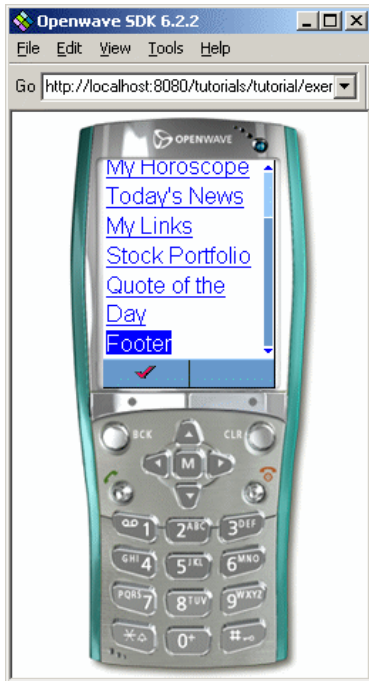 Openwave SDK 6.2.2
File Edit View Tools Help
Go http://localhost:8080/tutorials/tutorial/exer
OPENWAVE
My Horoscope
Today's News
My Links
Stock Portfolio
Quote of the
Day
Footer
BCK CLR
M
1 2ABC 3DEF
GHI4 5JKL 6MNO
PQRS7 8TUV 9WXYZ
0+ #